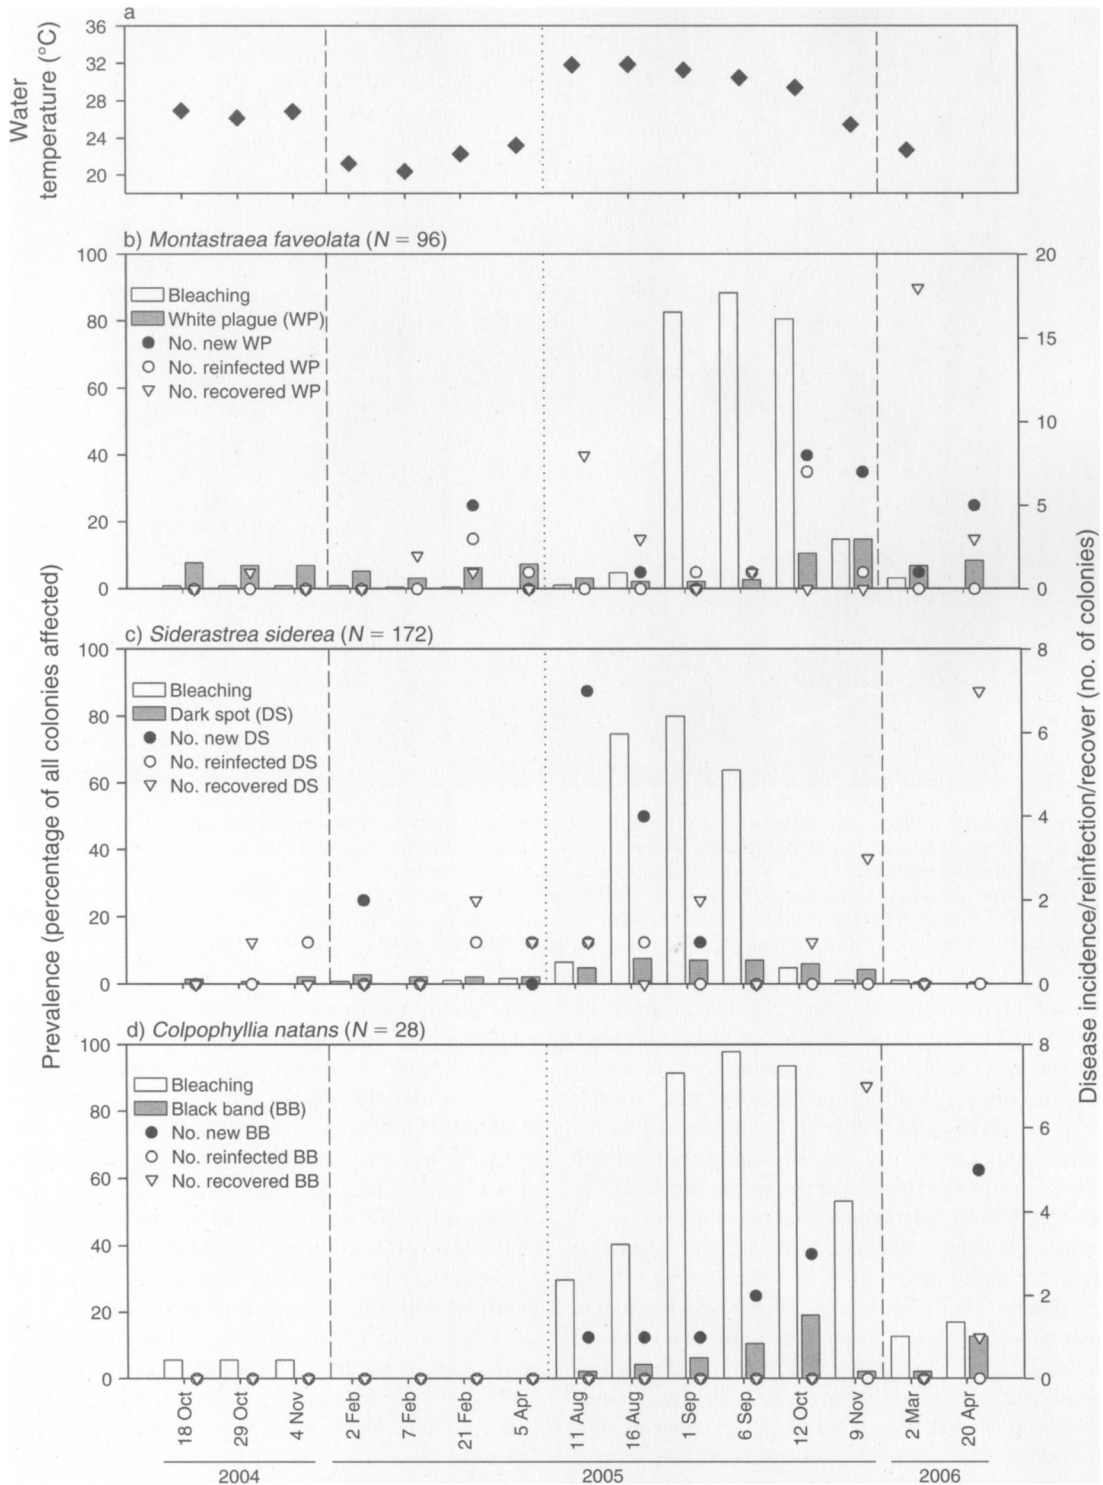 a
36
32
28
24
20
Water
temperature (°C)
b) Montastraea faveolata (N = 96)
100
80
60
40
20
0
20
15
10
5
0
Bleaching
White plague (WP)
No. new WP
No. reinfected WP
No. recovered WP
c) Siderastrea siderea (N = 172)
100
80
60
40
20
0
8
6
4
2
0
Bleaching
Dark spot (DS)
No. new DS
No. reinfected DS
No. recovered DS
Prevalence (percentage of all colonies affected)
Disease incidence/reinfection/recover (no. of colonies)
d) Colpophyllia natans (N = 28)
100
80
60
40
20
0
8
6
4
2
0
Bleaching
Black band (BB)
No. new BB
No. reinfected BB
No. recovered BB
18 Oct
29 Oct
4 Nov
2 Feb
7 Feb
21 Feb
5 Apr
11 Aug
16 Aug
1 Sep
6 Sep
12 Oct
9 Nov
2 Mar
20 Apr
2004
2005
2006